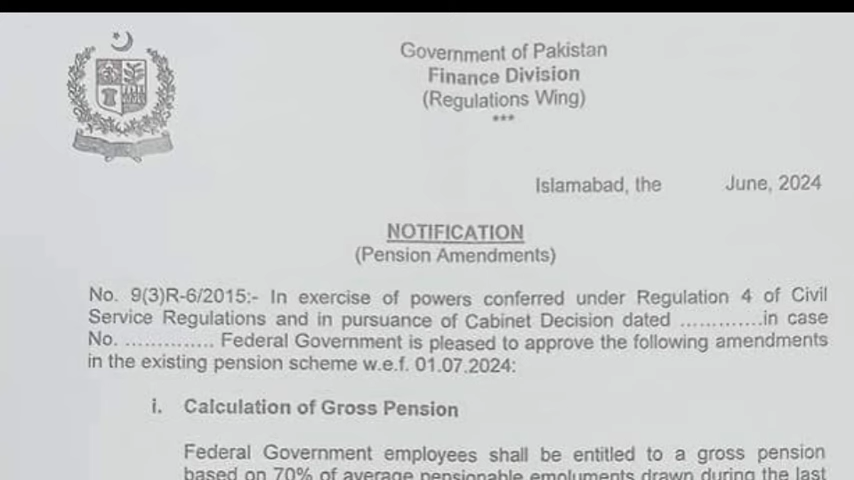 Government of Pakistan
Finance Division
(Regulations Wing)
***
Islamabad, the June, 2024
NOTIFICATION
(Pension Amendments)
No. 9(3)R-6/2015:- In exercise of powers conferred under Regulation 4 of Civil
Service Regulations and in pursuance of Cabinet Decision dated .............in case
No. .............. Federal Government is pleased to approve the following amendments
in the existing pension scheme w.e.f. 01.07.2024:
i. Calculation of Gross Pension
Federal Government employees shall be entitled to a gross pension
based on 70% of average pensionable emoluments drawn during the last